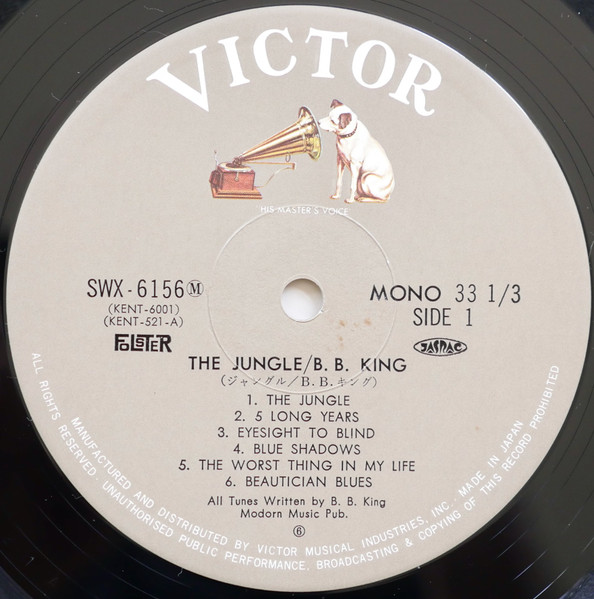 VICTOR
HIS MASTER'S VOICE
SWX-6156 Ⓜ
(KENT-6001)
(KENT-521-A)
FOLSTER
MONO 33 1/3
SIDE 1
JASRAC
THE JUNGLE/B. B. KING
(ジャングル/B. B. キング)
1. THE JUNGLE
2. 5 LONG YEARS
3. EYESIGHT TO BLIND
4. BLUE SHADOWS
5. THE WORST THING IN MY LIFE
6. BEAUTICIAN BLUES
All Tunes Written by B. B. King
Modern Music Pub.
⑥
MANUFACTURED AND DISTRIBUTED BY VICTOR MUSICAL INDUSTRIES, INC., MADE IN JAPAN
ALL RIGHTS RESERVED. UNAUTHORISED PUBLIC PERFORMANCE, BROADCASTING & COPYING OF THIS RECORD PROHIBITED